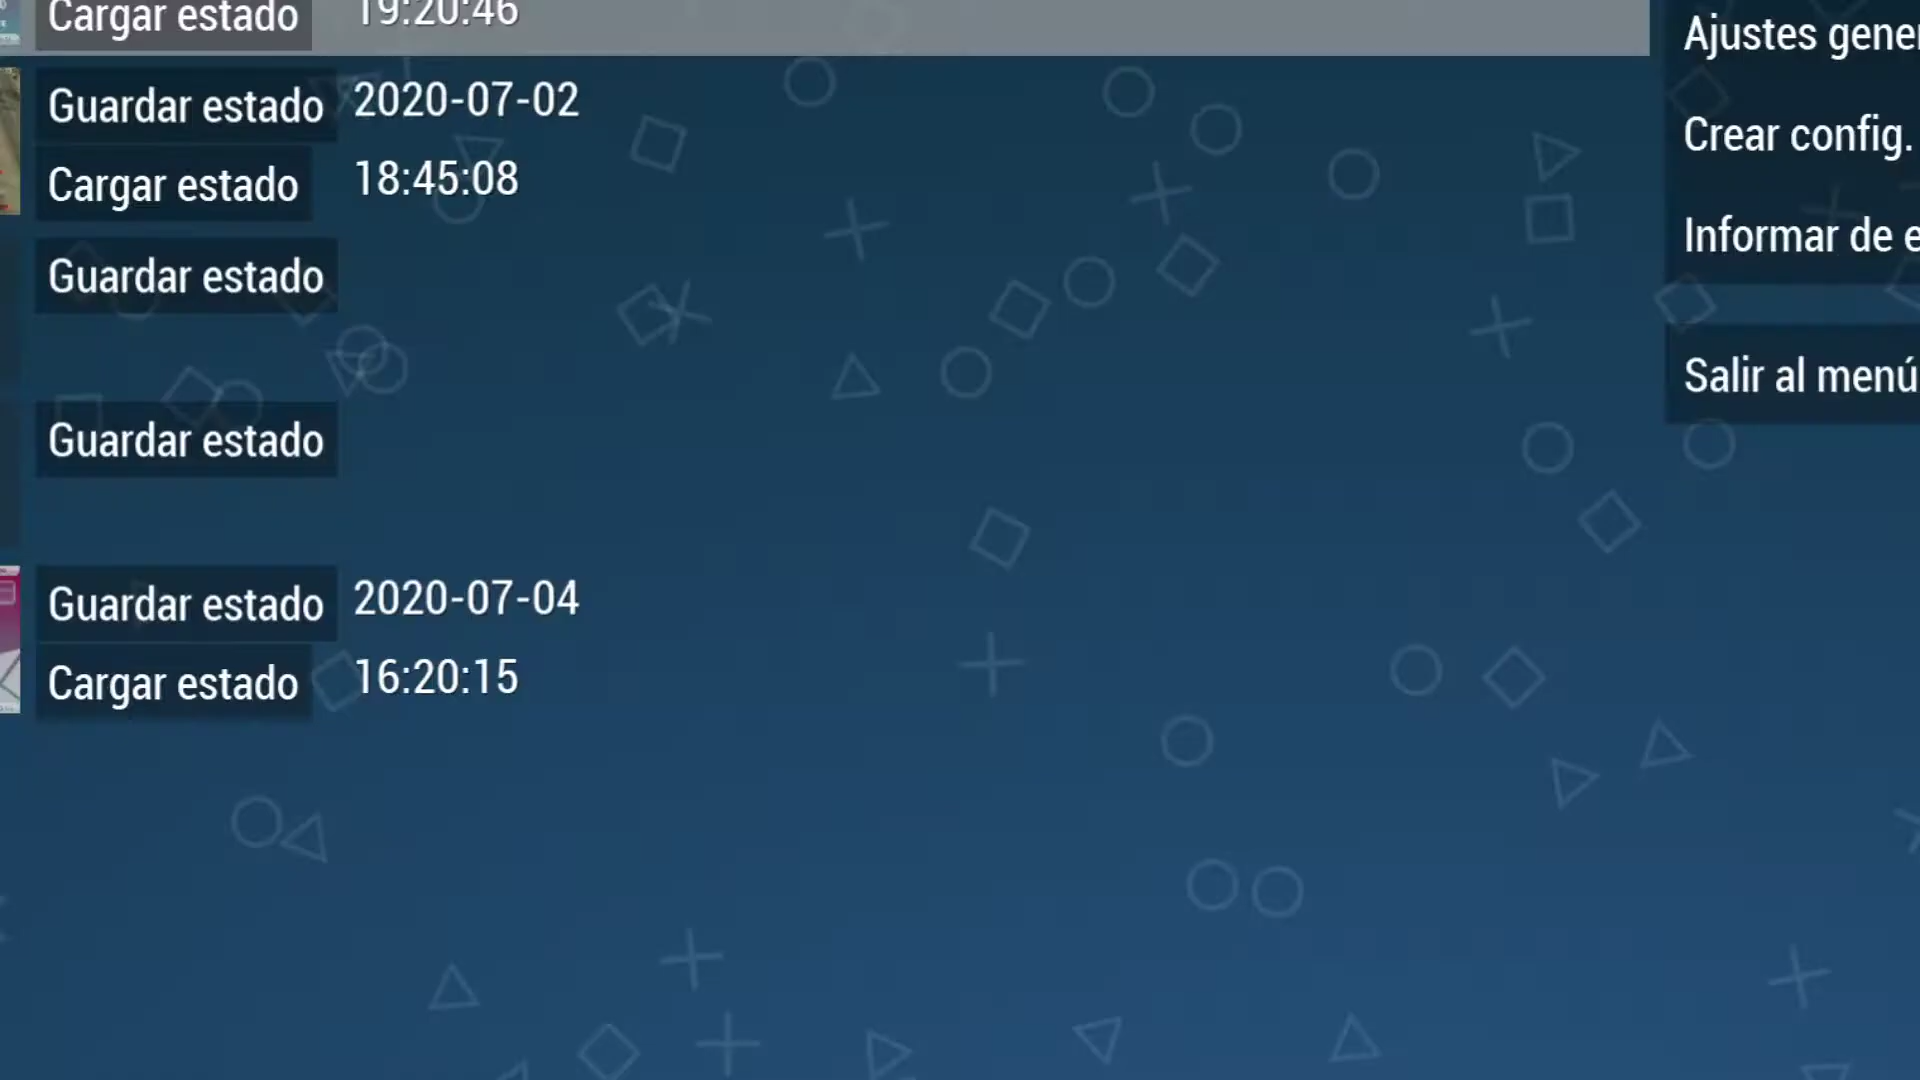 Cargar estado 19:20:46
Guardar estado 2020-07-02
Cargar estado 18:45:08
Guardar estado
Guardar estado
Guardar estado 2020-07-04
Cargar estado 16:20:15
Ajustes gener
Crear config.
Informar de e
Salir al menú